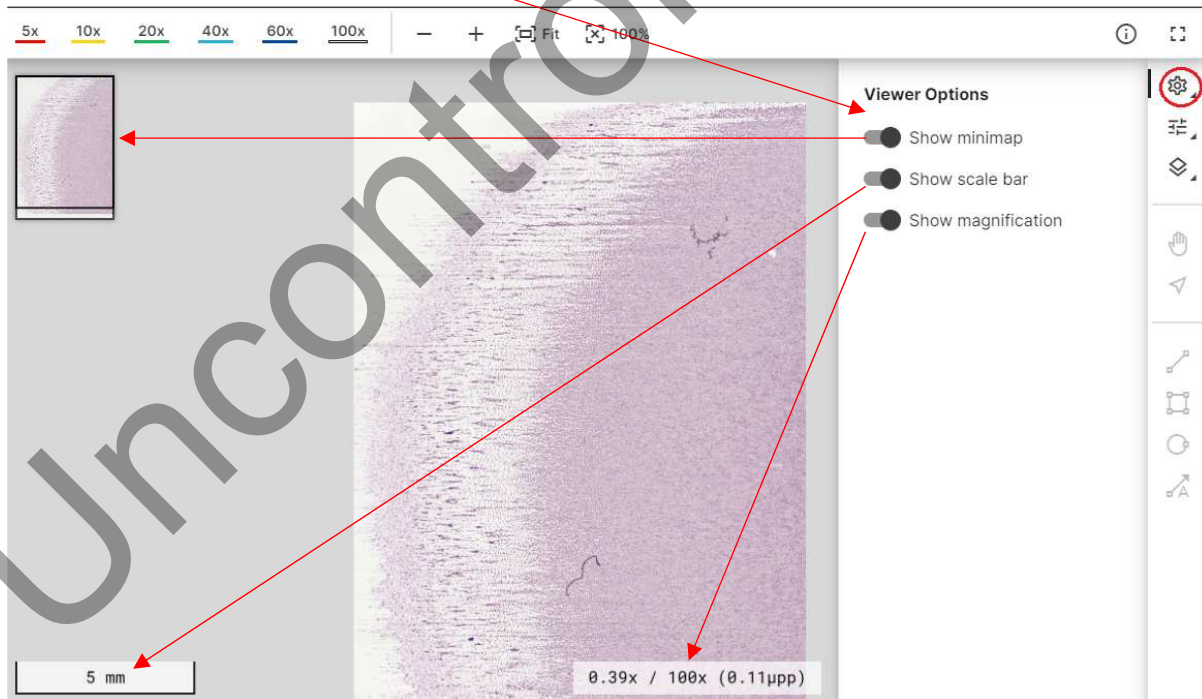 5x 10x 20x 40x 60x 100x − + Fit 100%
Viewer Options
Show minimap
Show scale bar
Show magnification
5 mm
0.39x / 100x (0.11µpp)
A
Uncontrol